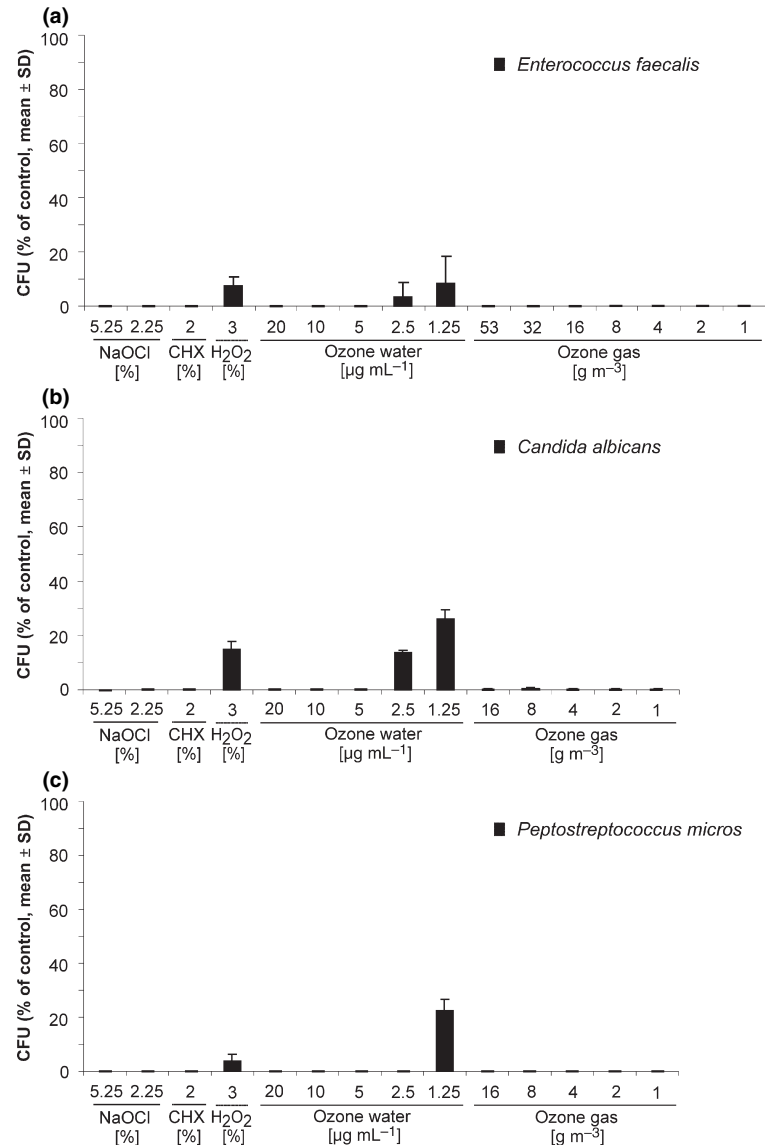 (a)
CFU (% of control, mean ± SD)
100
80
60
40
20
0
Enterococcus faecalis
5.25 2.25 2 3 20 10 5 2.5 1.25 53 32 16 8 4 2 1
NaOCl CHX H₂O₂ Ozone water Ozone gas
[%] [%] [%] [µg mL⁻¹] [g m⁻³]
(b)
CFU (% of control, mean ± SD)
100
80
60
40
20
0
Candida albicans
5.25 2.25 2 3 20 10 5 2.5 1.25 16 8 4 2 1
NaOCl CHX H₂O₂ Ozone water Ozone gas
[%] [%] [%] [µg mL⁻¹] [g m⁻³]
(c)
CFU (% of control, mean ± SD)
100
80
60
40
20
0
Peptostreptococcus micros
5.25 2.25 2 3 20 10 5 2.5 1.25 16 8 4 2 1
NaOCl CHX H₂O₂ Ozone water Ozone gas
[%] [%] [%] [µg mL⁻¹] [g m⁻³]